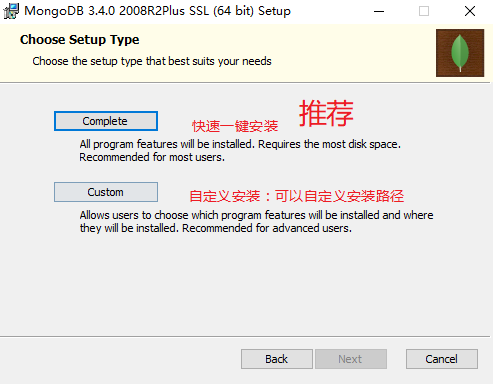 MongoDB 3.4.0 2008R2Plus SSL (64 bit) Setup
Choose Setup Type
Choose the setup type that best suits your needs
Complete
快速一键安装
推荐
All program features will be installed. Requires the most disk space.
Recommended for most users.
Custom
自定义安装：可以自定义安装路径
Allows users to choose which program features will be installed and where
they will be installed. Recommended for advanced users.
Back
Next
Cancel